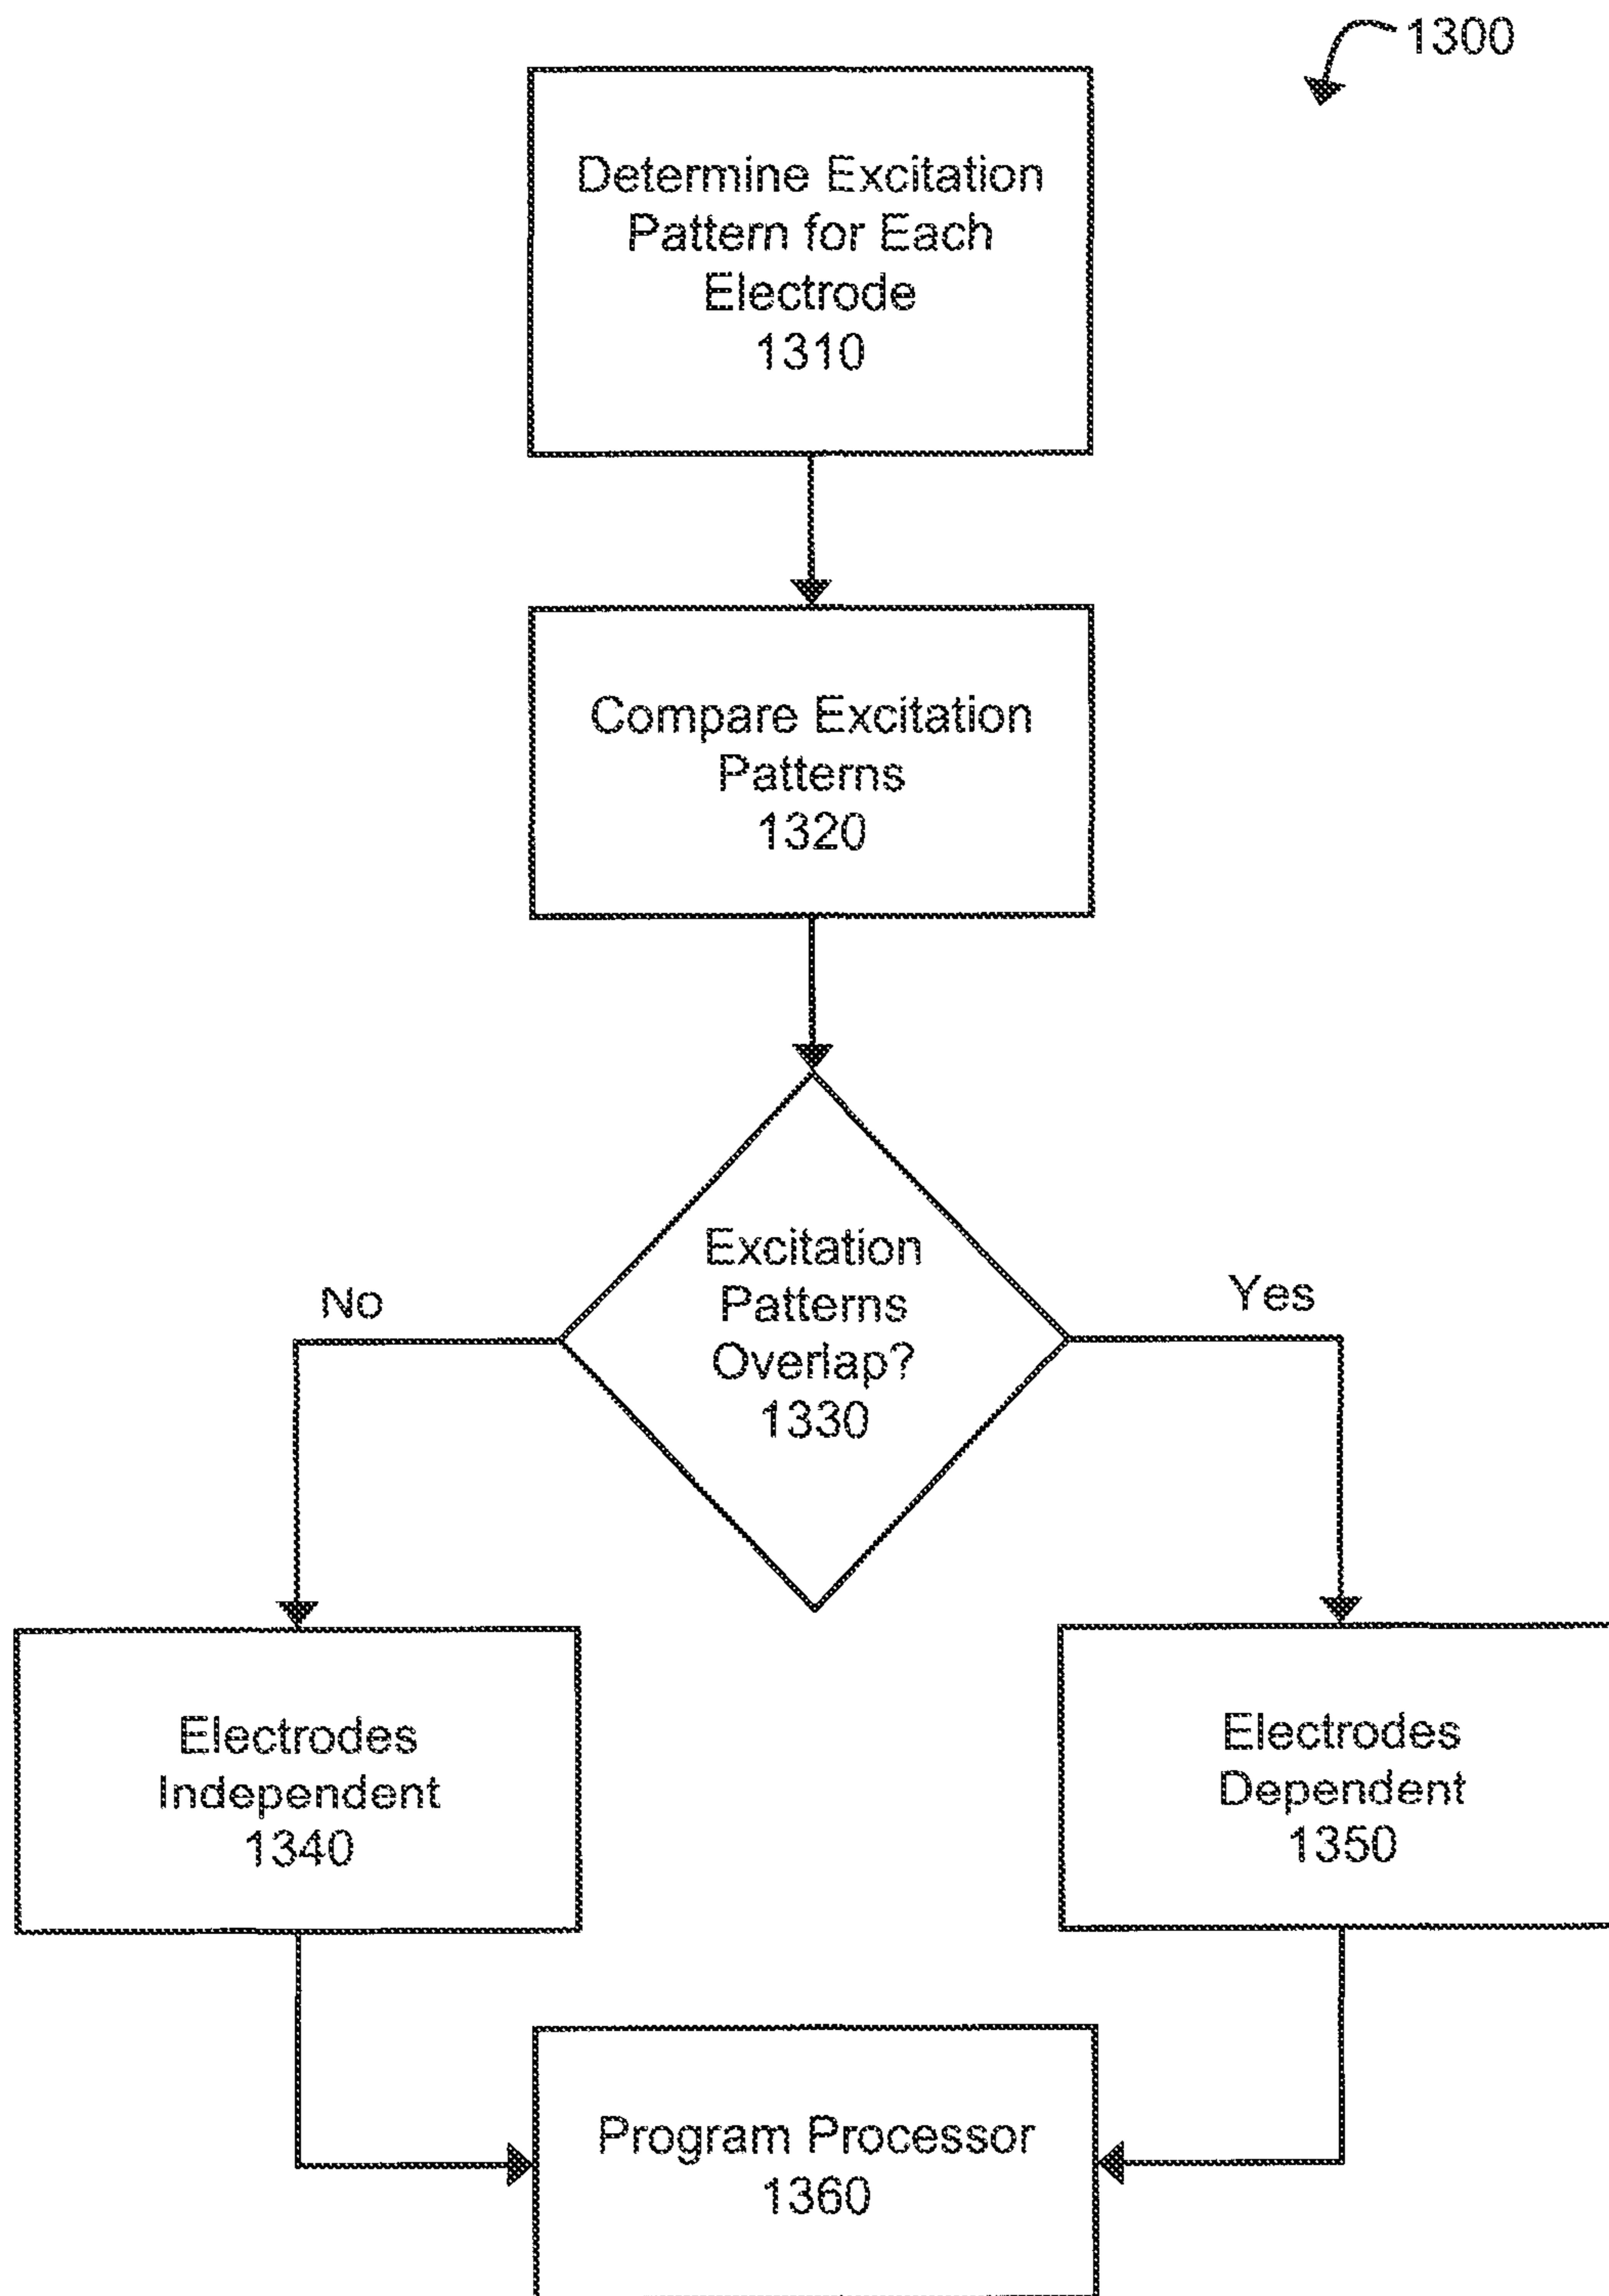 1300
Determine Excitation
Pattern for Each
Electrode
1310
Compare Excitation
Patterns
1320
Excitation
Patterns
Overlap?
1330
No
Yes
Electrodes
Independent
1340
Electrodes
Dependent
1350
Program Processor
1360